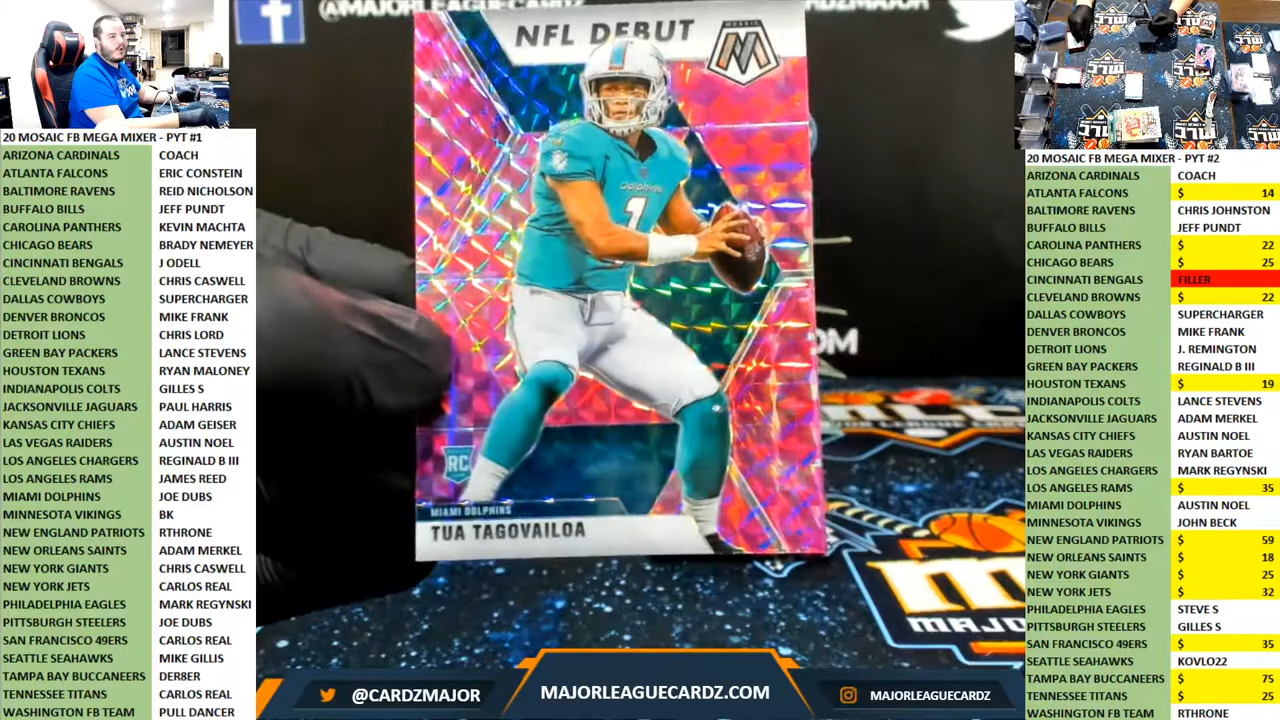 @MAJORLEAGUECARDZ
CARDZMAJOR
NFL DEBUT
MOSAIC
Dolphins
1
RC
MIAMI DOLPHINS
TUA TAGOVAILOA
20 MOSAIC FB MEGA MIXER - PYT #1
ARIZONA CARDINALS COACH
ATLANTA FALCONS ERIC CONSTEIN
BALTIMORE RAVENS REID NICHOLSON
BUFFALO BILLS JEFF PUNDT
CAROLINA PANTHERS KEVIN MACHTA
CHICAGO BEARS BRADY NEMEYER
CINCINNATI BENGALS J ODELL
CLEVELAND BROWNS CHRIS CASWELL
DALLAS COWBOYS SUPERCHARGER
DENVER BRONCOS MIKE FRANK
DETROIT LIONS CHRIS LORD
GREEN BAY PACKERS LANCE STEVENS
HOUSTON TEXANS RYAN MALONEY
INDIANAPOLIS COLTS GILLES S
JACKSONVILLE JAGUARS PAUL HARRIS
KANSAS CITY CHIEFS ADAM GEISER
LAS VEGAS RAIDERS AUSTIN NOEL
LOS ANGELES CHARGERS REGINALD B III
LOS ANGELES RAMS JAMES REED
MIAMI DOLPHINS JOE DUBS
MINNESOTA VIKINGS BK
NEW ENGLAND PATRIOTS RTHRONE
NEW ORLEANS SAINTS ADAM MERKEL
NEW YORK GIANTS CHRIS CASWELL
NEW YORK JETS CARLOS REAL
PHILADELPHIA EAGLES MARK REGYNSKI
PITTSBURGH STEELERS JOE DUBS
SAN FRANCISCO 49ERS CARLOS REAL
SEATTLE SEAHAWKS MIKE GILLIS
TAMPA BAY BUCCANEERS DER8ER
TENNESSEE TITANS CARLOS REAL
WASHINGTON FB TEAM PULL DANCER
20 MOSAIC FB MEGA MIXER - PYT #2
ARIZONA CARDINALS COACH
ATLANTA FALCONS $ 14
BALTIMORE RAVENS CHRIS JOHNSTON
BUFFALO BILLS JEFF PUNDT
CAROLINA PANTHERS $ 22
CHICAGO BEARS $ 25
CINCINNATI BENGALS FILLER
CLEVELAND BROWNS $ 22
DALLAS COWBOYS SUPERCHARGER
DENVER BRONCOS MIKE FRANK
DETROIT LIONS J. REMINGTON
GREEN BAY PACKERS REGINALD B III
HOUSTON TEXANS $ 19
INDIANAPOLIS COLTS LANCE STEVENS
JACKSONVILLE JAGUARS ADAM MERKEL
KANSAS CITY CHIEFS AUSTIN NOEL
LAS VEGAS RAIDERS RYAN BARTOE
LOS ANGELES CHARGERS MARK REGYNSKI
LOS ANGELES RAMS $ 35
MIAMI DOLPHINS AUSTIN NOEL
MINNESOTA VIKINGS JOHN BECK
NEW ENGLAND PATRIOTS $ 59
NEW ORLEANS SAINTS $ 18
NEW YORK GIANTS $ 25
NEW YORK JETS $ 32
PHILADELPHIA EAGLES STEVE S
PITTSBURGH STEELERS GILLES S
SAN FRANCISCO 49ERS $ 35
SEATTLE SEAHAWKS KOVLO22
TAMPA BAY BUCCANEERS $ 75
TENNESSEE TITANS $ 25
WASHINGTON FB TEAM RTHRONE
@CARDZMAJOR
MAJORLEAGUECARDZ.COM
MAJORLEAGUECARDZ